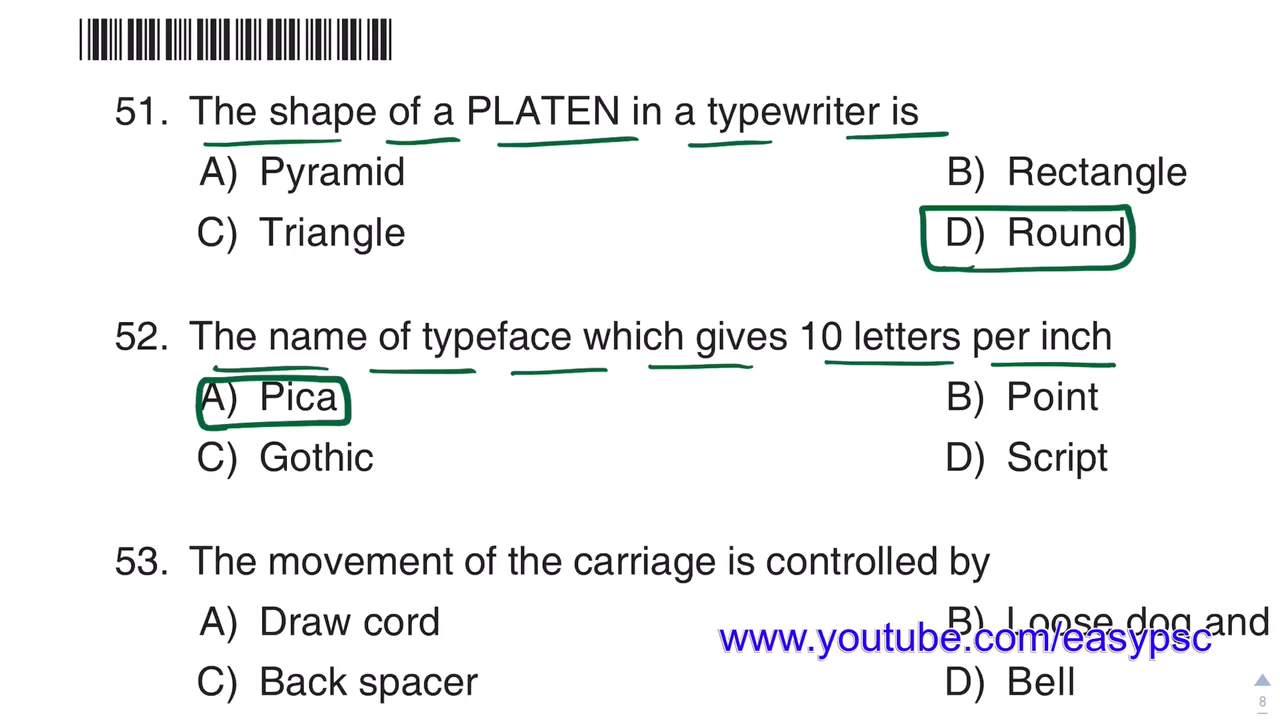 51. The shape of a PLATEN in a typewriter is
A) Pyramid B) Rectangle
C) Triangle D) Round
52. The name of typeface which gives 10 letters per inch
A) Pica B) Point
C) Gothic D) Script
53. The movement of the carriage is controlled by
A) Draw cord B) Loose dog and
www.youtube.com/easypsc
C) Back spacer D) Bell
8